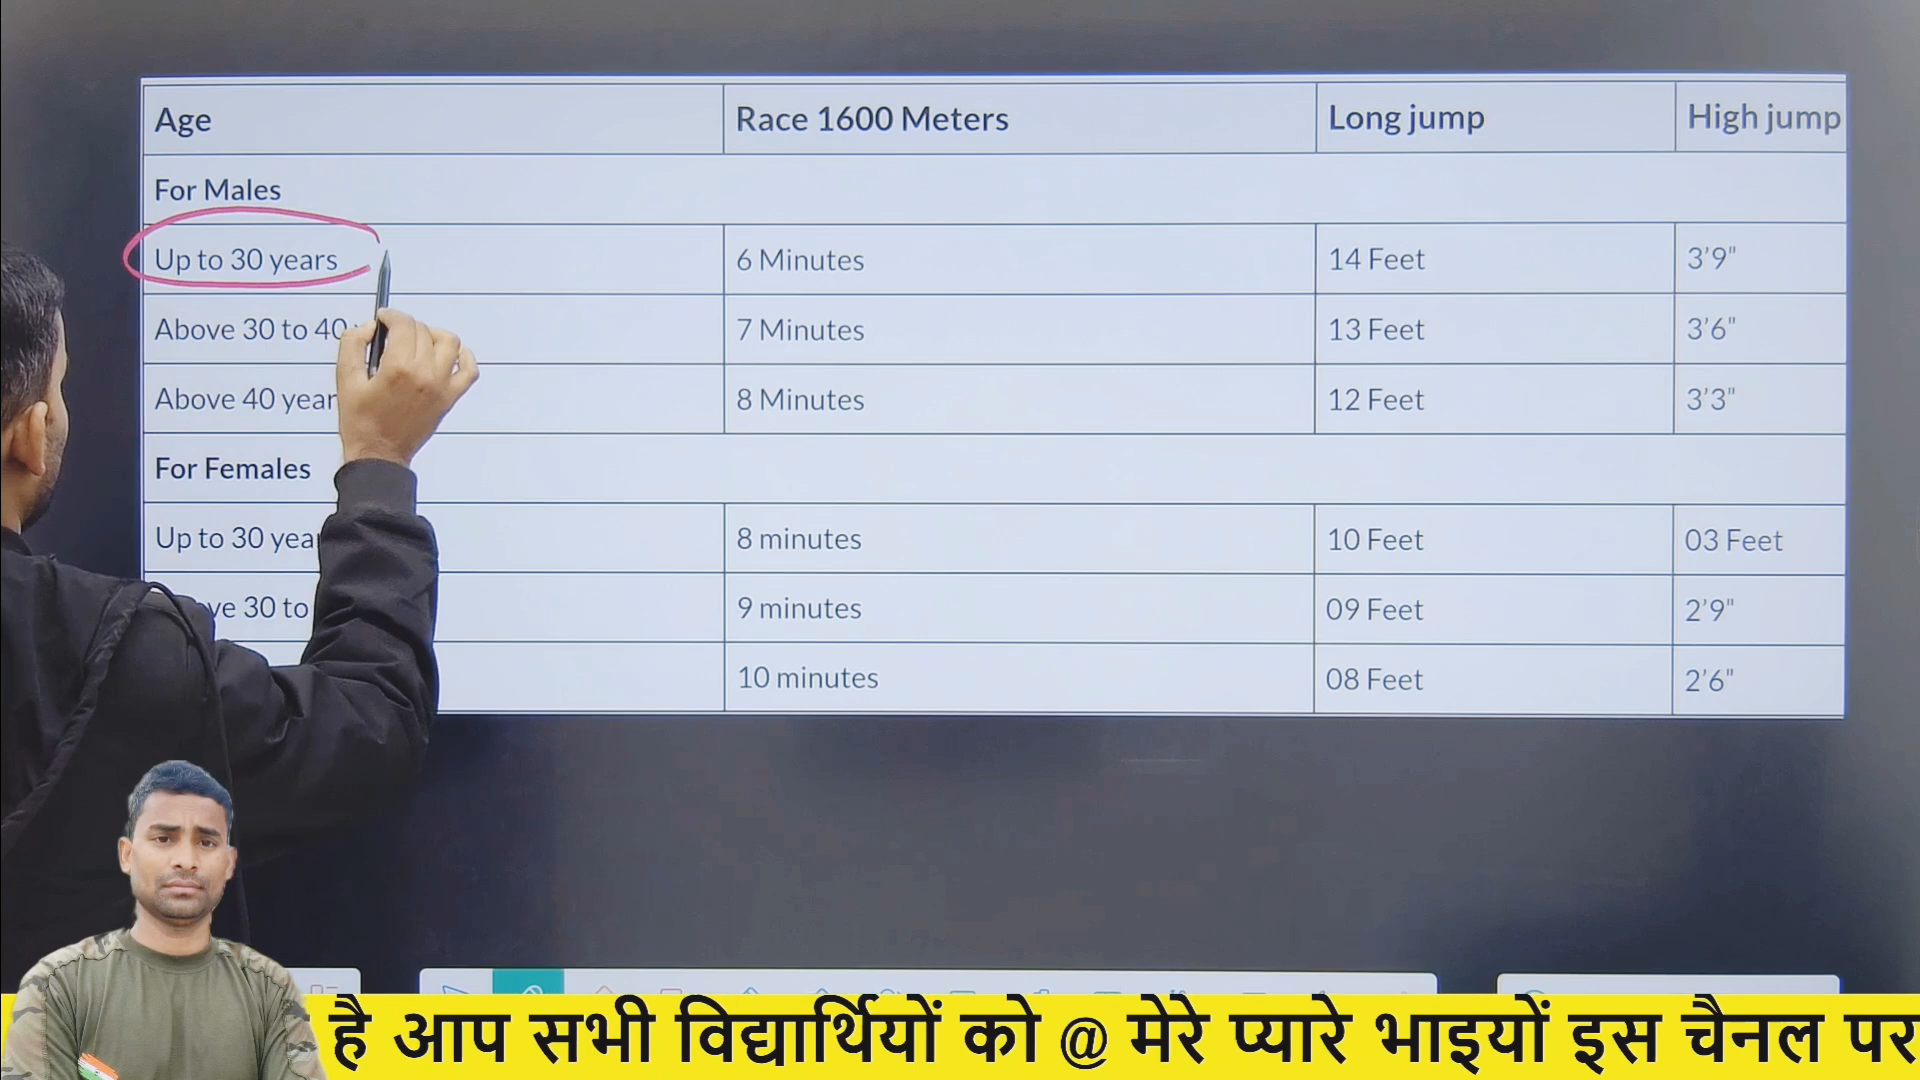 Age Race 1600 Meters Long jump High jump
For Males
Up to 30 years 6 Minutes 14 Feet 3'9"
Above 30 to 40 7 Minutes 13 Feet 3'6"
Above 40 year 8 Minutes 12 Feet 3'3"
For Females
Up to 30 yea 8 minutes 10 Feet 03 Feet
ve 30 to 9 minutes 09 Feet 2'9"
10 minutes 08 Feet 2'6"
है आप सभी विद्यार्थियों को @ मेरे प्यारे भाइयों इस चैनल पर